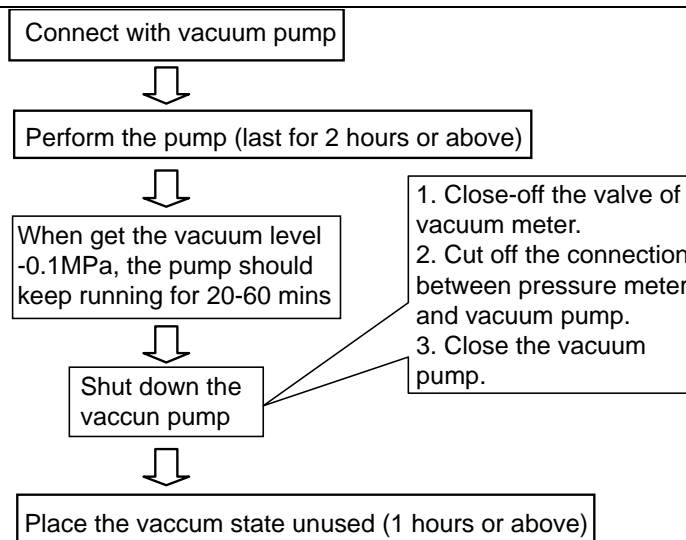 Connect with vacuum pump
Perform the pump (last for 2 hours or above)
When get the vacuum level
-0.1MPa, the pump should
keep running for 20-60 mins
1. Close-off the valve of
vacuum meter.
2. Cut off the connection
between pressure meter
and vacuum pump.
3. Close the vacuum
pump.
Shut down the
vaccun pump
Place the vaccum state unused (1 hours or above)